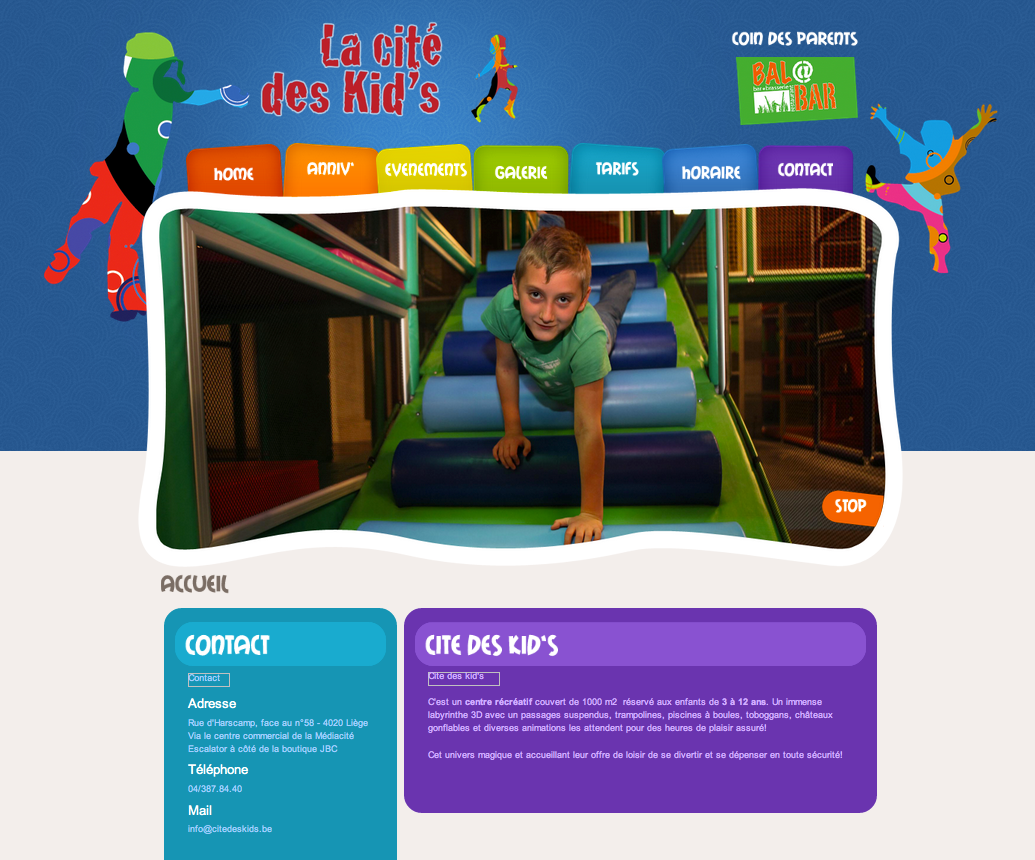 La cité
des Kid's
COIN DES PARENTS
BAL@
bar•brasserie
BAR
HOME
ANNIV'
EVENEMENTS
GALERIE
TARIFS
HORAIRE
CONTACT
STOP
ACCUEIL
CONTACT
Contact
Adresse
Rue d'Harscamp, face au n°58 - 4020 Liège
Via le centre commercial de la Médiacité
Escalator à côté de la boutique JBC
Téléphone
04/387.84.40
Mail
info@citedeskids.be
CITE DES KID'S
Cite des kid's
C'est un centre récréatif couvert de 1000 m2 réservé aux enfants de 3 à 12 ans. Un immense
labyrinthe 3D avec un passages suspendus, trampolines, piscines à boules, toboggans, châteaux
gonflables et diverses animations les attendent pour des heures de plaisir assuré!
Cet univers magique et accueillant leur offre de loisir de se divertir et se dépenser en toute sécurité!